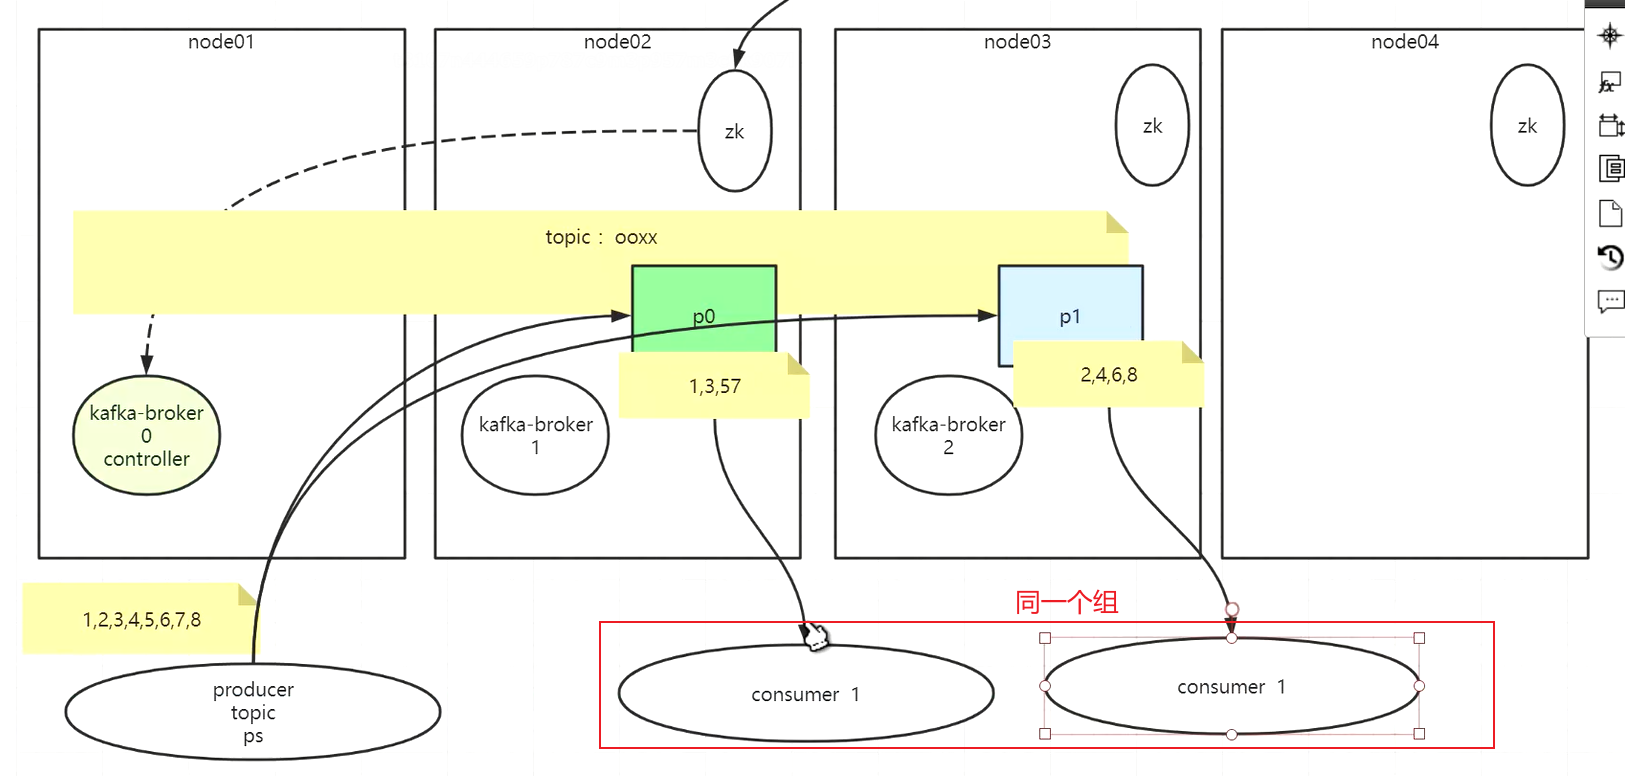 node01
node02
node03
node04
zk
zk
zk
topic： ooxx
p0
p1
1,3,57
2,4,6,8
kafka-broker
0
controller
kafka-broker
1
kafka-broker
2
同一个组
1,2,3,4,5,6,7,8
producer
topic
ps
consumer 1
consumer 1